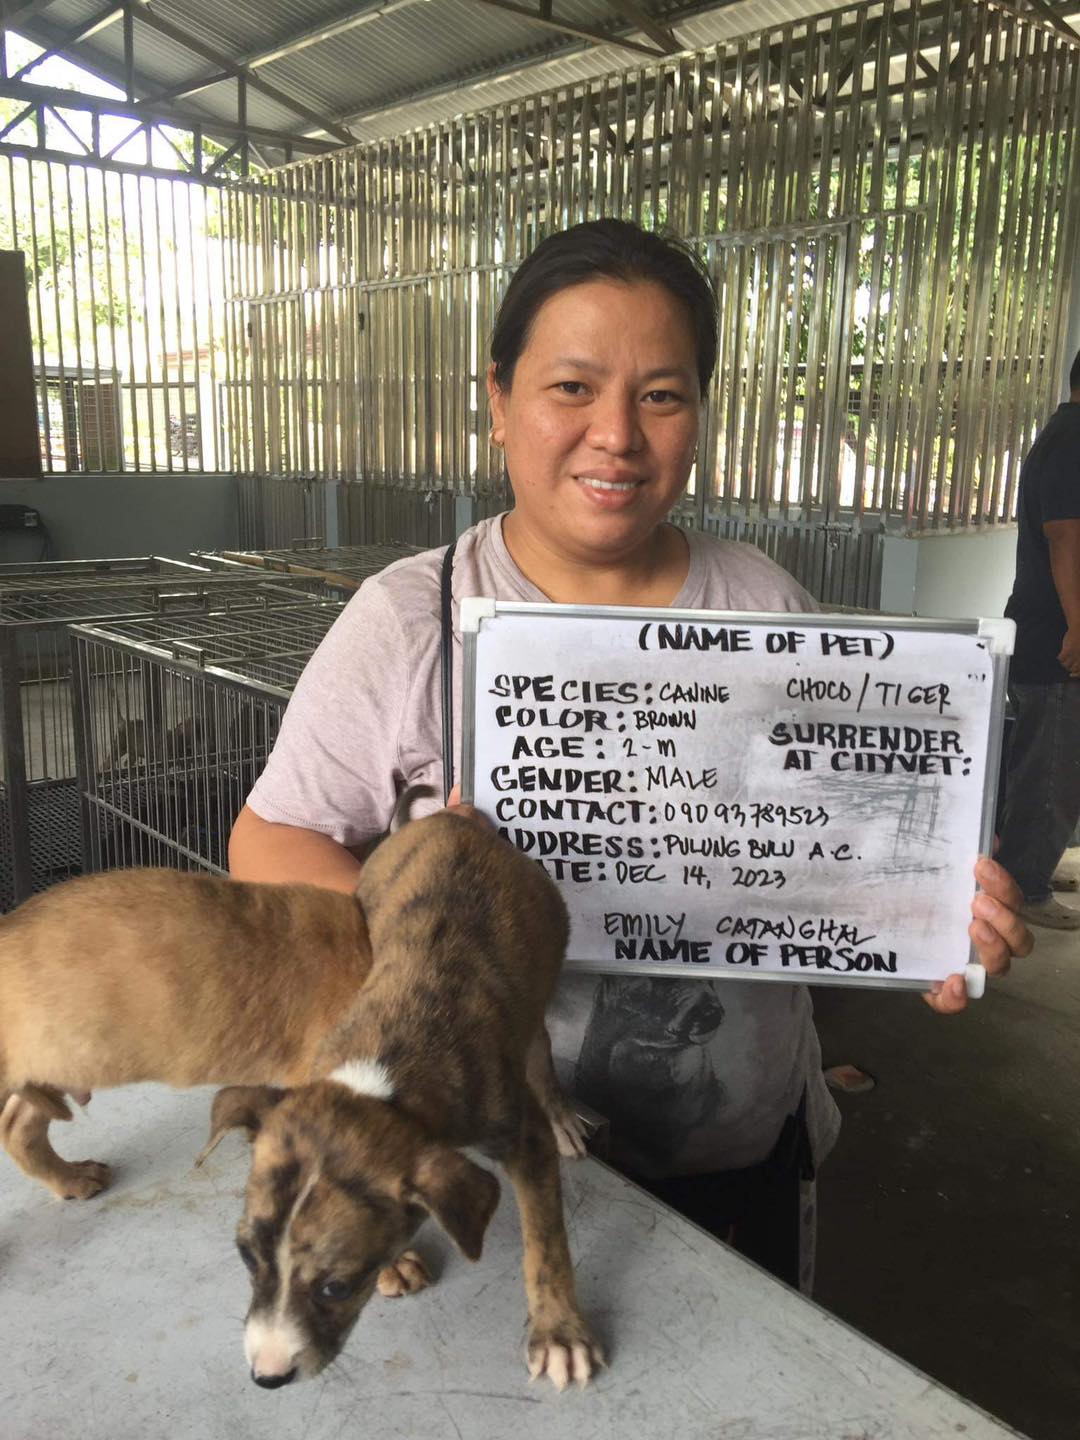 (NAME OF PET)
SPECIES: CANINE CHOCO/TIGER
COLOR: BROWN SURRENDER
AGE: 2-M AT CITYVET:
GENDER: MALE
CONTACT: 09093789523
ADDRESS: PULUNG BULU A.C.
DATE: DEC 14, 2023
EMILY CATANGHAL
NAME OF PERSON